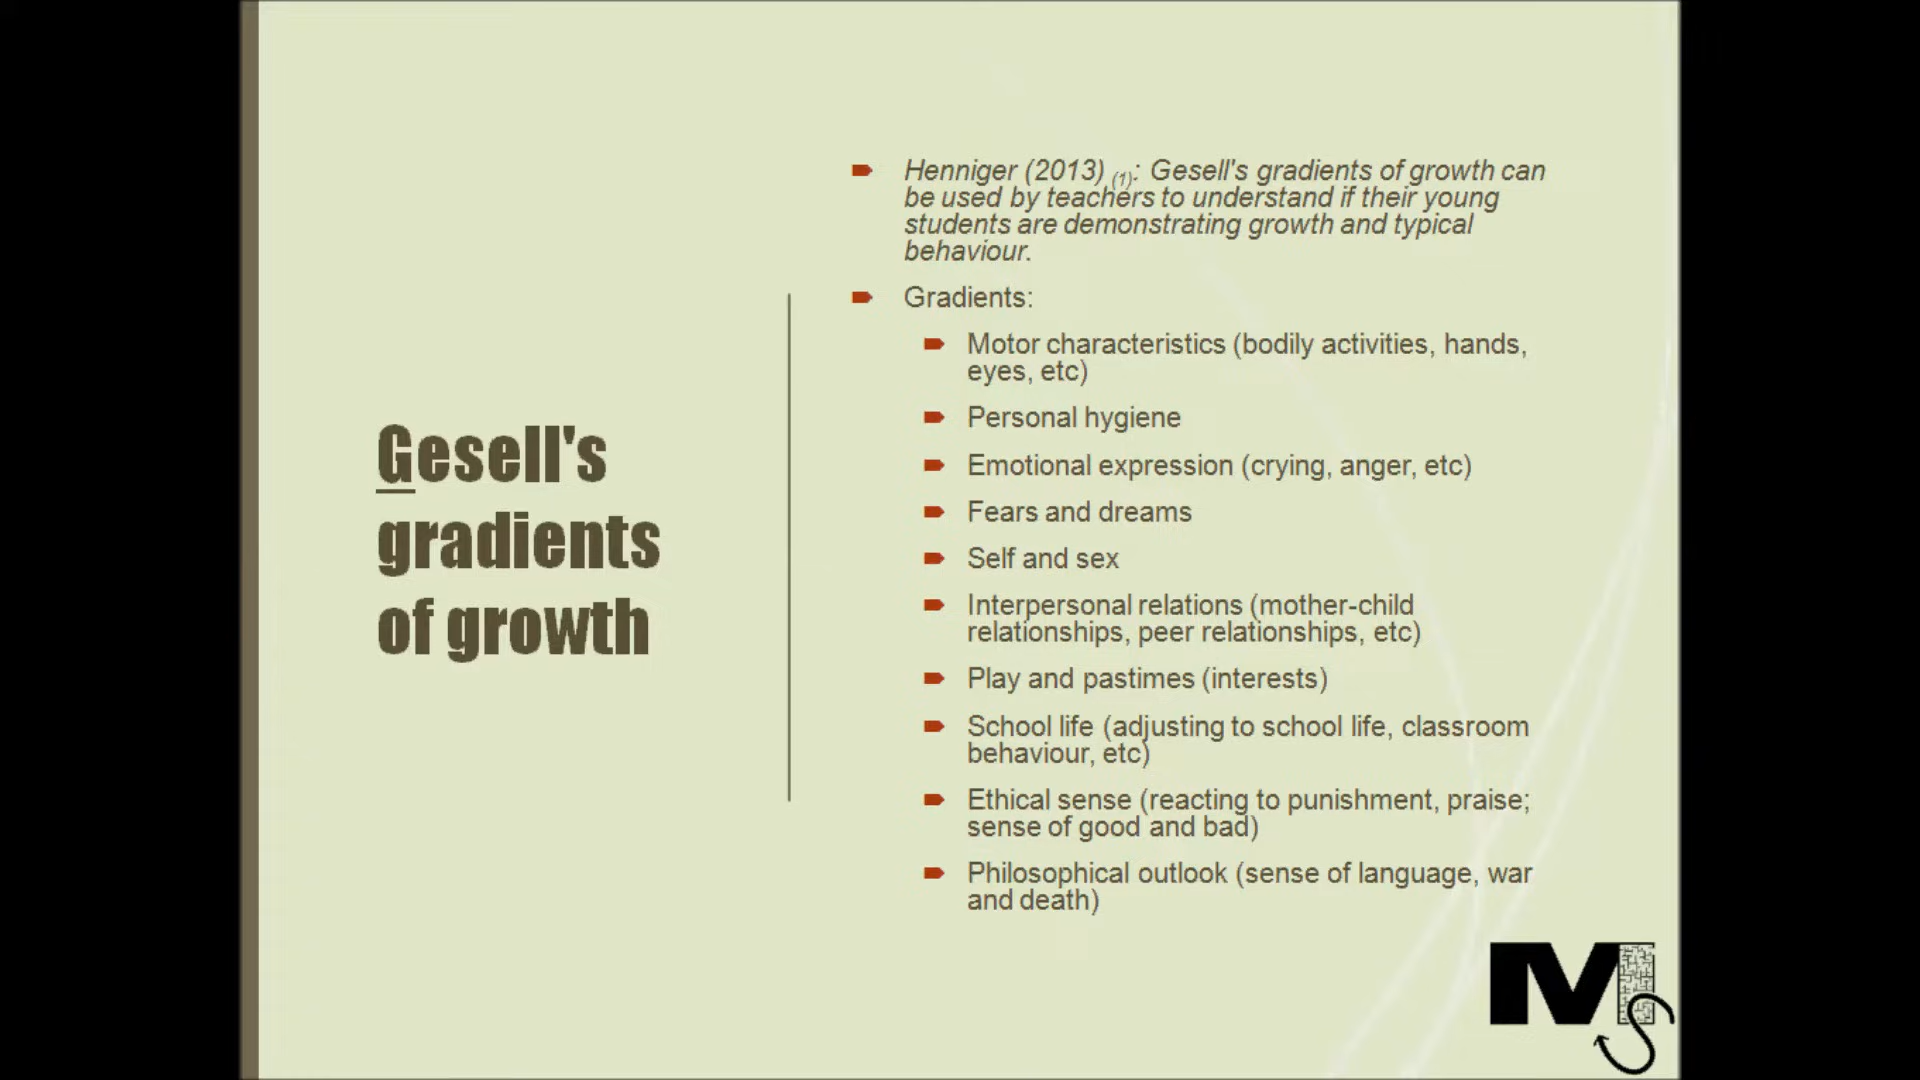 Gesell's
gradients
of growth
Henniger (2013) (1): Gesell's gradients of growth can
be used by teachers to understand if their young
students are demonstrating growth and typical
behaviour.
Gradients:
Motor characteristics (bodily activities, hands,
eyes, etc)
Personal hygiene
Emotional expression (crying, anger, etc)
Fears and dreams
Self and sex
Interpersonal relations (mother-child
relationships, peer relationships, etc)
Play and pastimes (interests)
School life (adjusting to school life, classroom
behaviour, etc)
Ethical sense (reacting to punishment, praise;
sense of good and bad)
Philosophical outlook (sense of language, war
and death)
MS